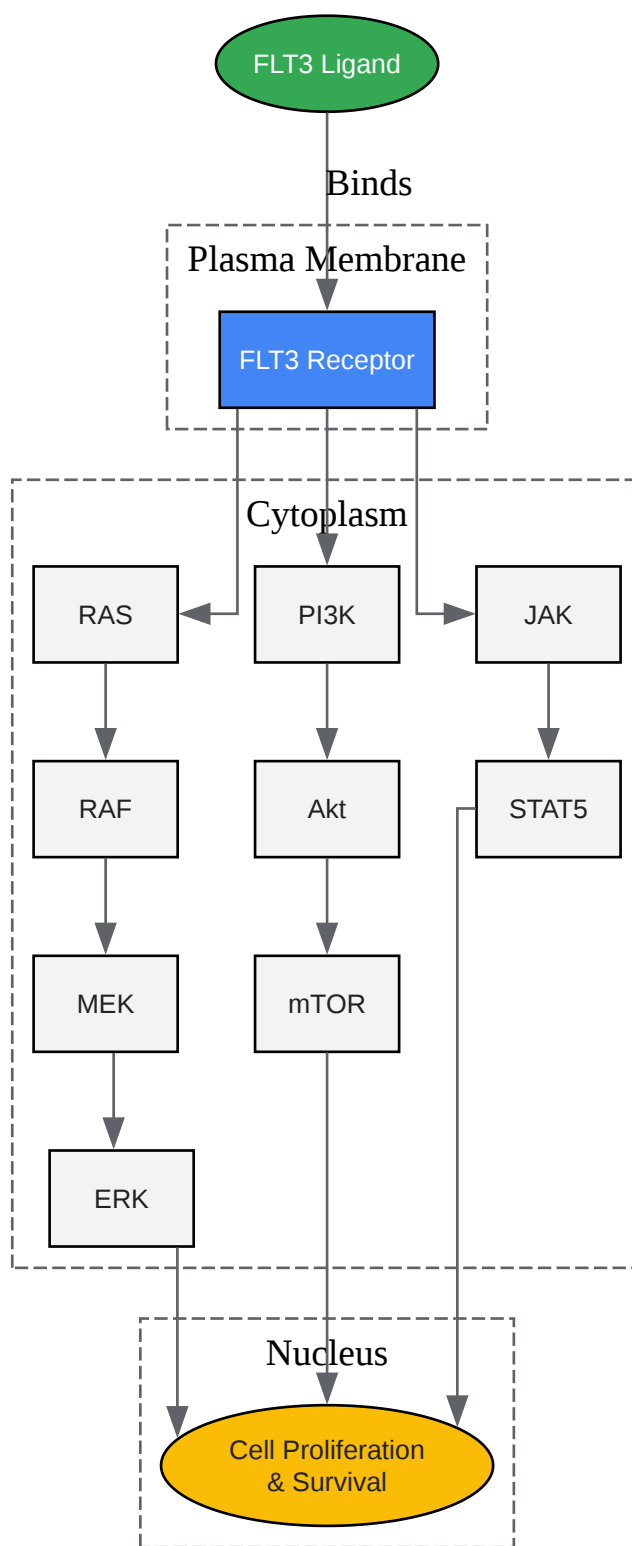 FLT3 Ligand
Binds
Plasma Membrane
FLT3 Receptor
Cytoplasm
RAS
PI3K
JAK
RAF
Akt
STAT5
MEK
mTOR
ERK
Nucleus
Cell Proliferation
& Survival